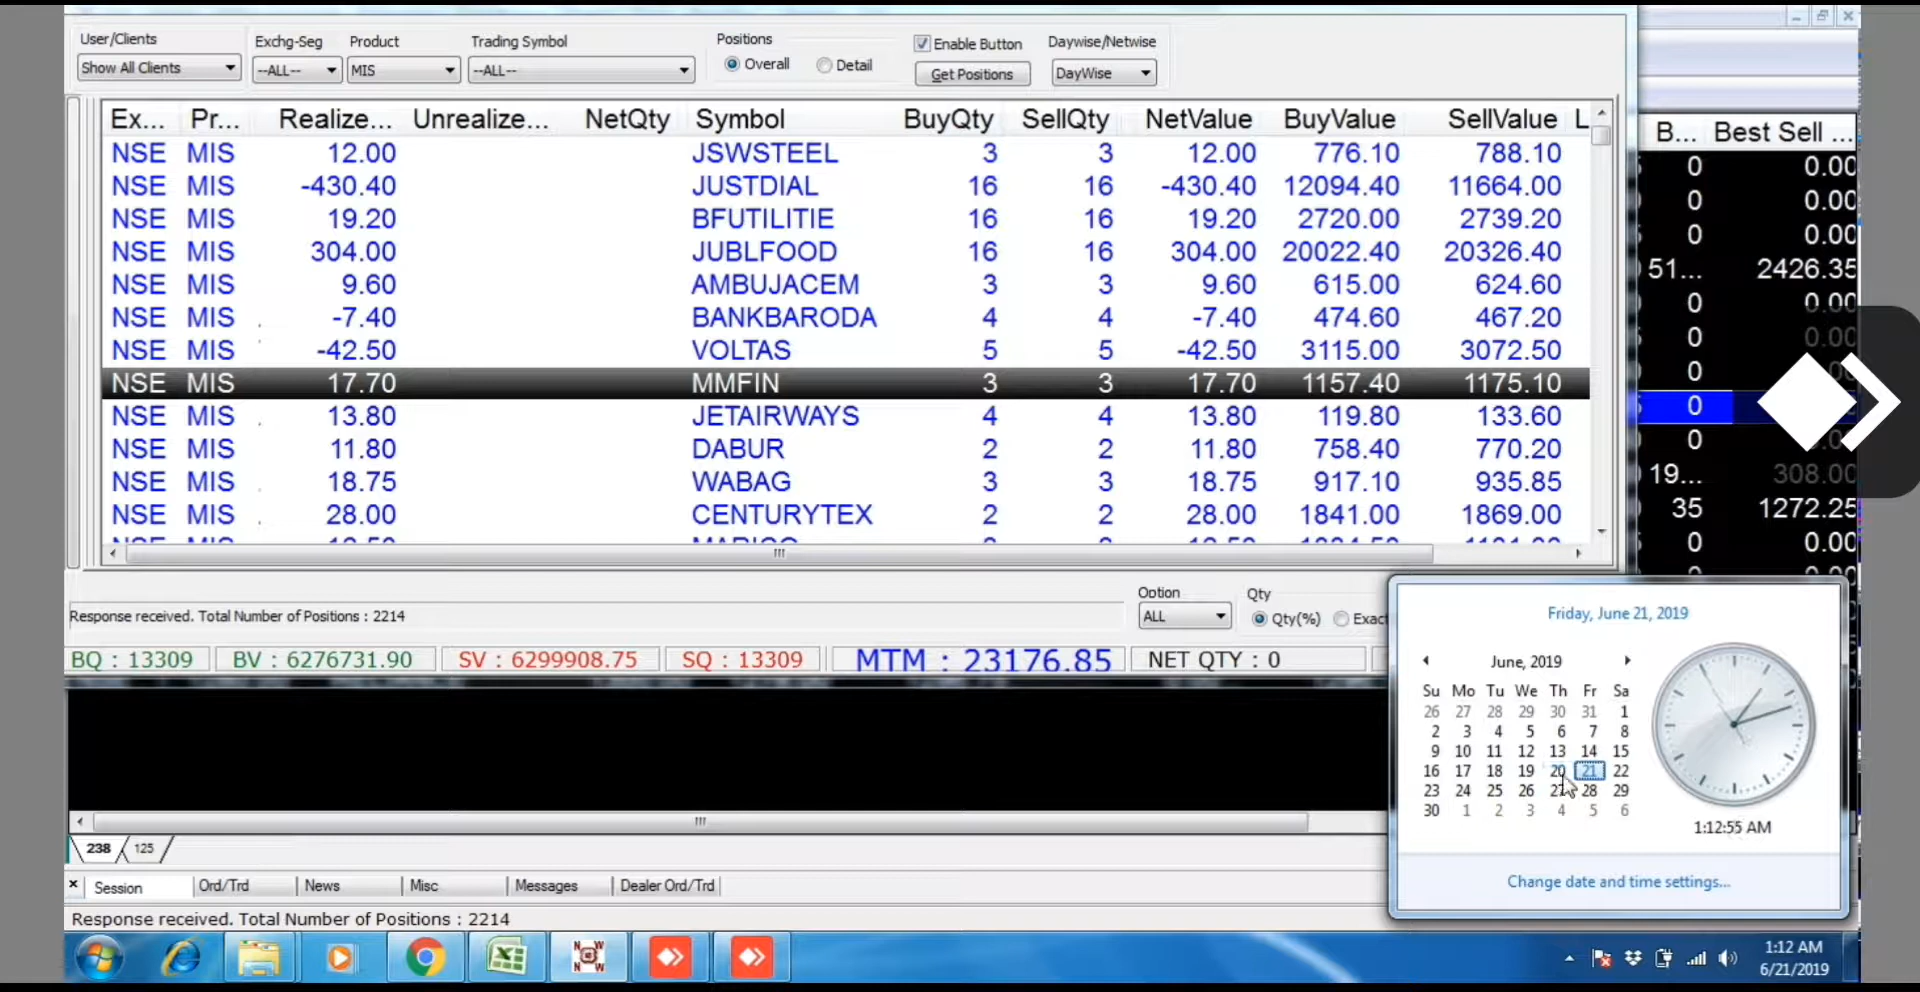 User/Clients Exchg-Seg Product Trading Symbol Positions Enable Button Daywise/Netwise
Show All Clients --ALL-- MIS --ALL-- Overall Detail Get Positions DayWise
Ex... Pr... Realize... Unrealize... NetQty Symbol BuyQty SellQty NetValue BuyValue SellValue L
NSE MIS 12.00 JSWSTEEL 3 3 12.00 776.10 788.10
NSE MIS -430.40 JUSTDIAL 16 16 -430.40 12094.40 11664.00
NSE MIS 19.20 BFUTILITIE 16 16 19.20 2720.00 2739.20
NSE MIS 304.00 JUBLFOOD 16 16 304.00 20022.40 20326.40
NSE MIS 9.60 AMBUJACEM 3 3 9.60 615.00 624.60
NSE MIS -7.40 BANKBARODA 4 4 -7.40 474.60 467.20
NSE MIS -42.50 VOLTAS 5 5 -42.50 3115.00 3072.50
NSE MIS 17.70 MMFIN 3 3 17.70 1157.40 1175.10
NSE MIS 13.80 JETAIRWAYS 4 4 13.80 119.80 133.60
NSE MIS 11.80 DABUR 2 2 11.80 758.40 770.20
NSE MIS 18.75 WABAG 3 3 18.75 917.10 935.85
NSE MIS 28.00 CENTURYTEX 2 2 28.00 1841.00 1869.00
B... Best Sell ...
0 0.00
0 0.00
0 0.00
51... 2426.35
0 0.00
0 0.00
0
0
0
19... 308.00
35 1272.25
0 0.00
Option Qty
Response received. Total Number of Positions : 2214 ALL Qty(%) Exact
BQ : 13309 BV : 6276731.90 SV : 6299908.75 SQ : 13309 MTM : 23176.85 NET QTY : 0
Friday, June 21, 2019
June, 2019
Su Mo Tu We Th Fr Sa
26 27 28 29 30 31 1
2 3 4 5 6 7 8
9 10 11 12 13 14 15
16 17 18 19 20 21 22
23 24 25 26 27 28 29
30 1 2 3 4 5 6
1:12:55 AM
Change date and time settings...
238 125
Session Ord/Trd News Misc Messages Dealer Ord/Trd
Response received. Total Number of Positions : 2214
1:12 AM
6/21/2019